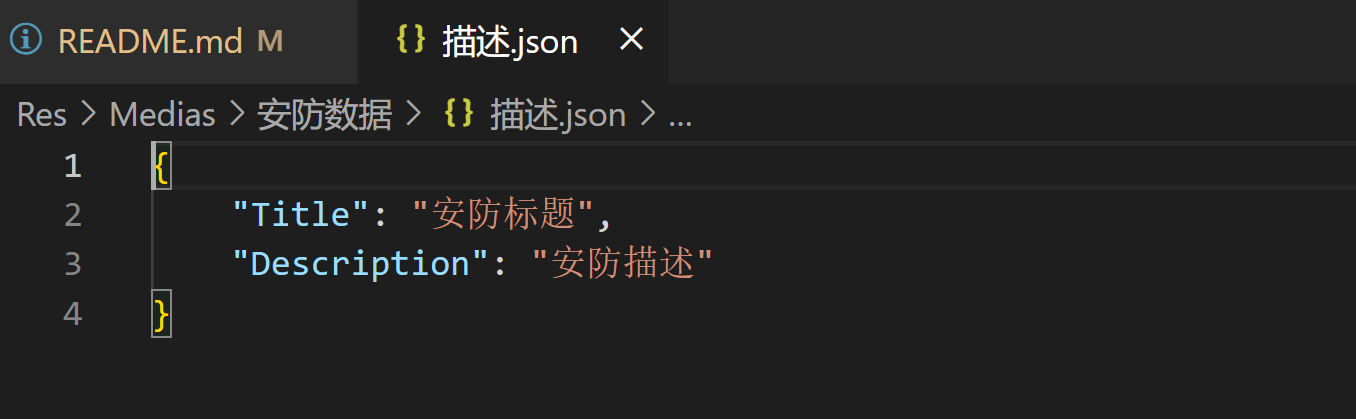 README.md M
{} 描述.json ×
Res > Medias > 安防数据 > {} 描述.json > ...
1 {
2 "Title": "安防标题",
3 "Description": "安防描述"
4 }